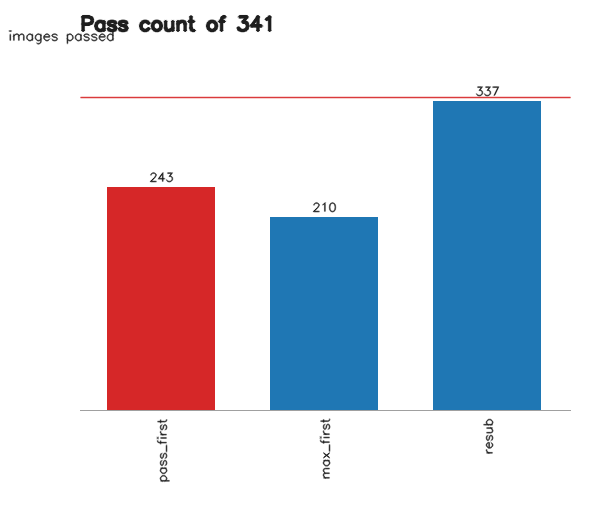 Pass count of 341
images passed
337
243
210
pass_first
max_first
resub